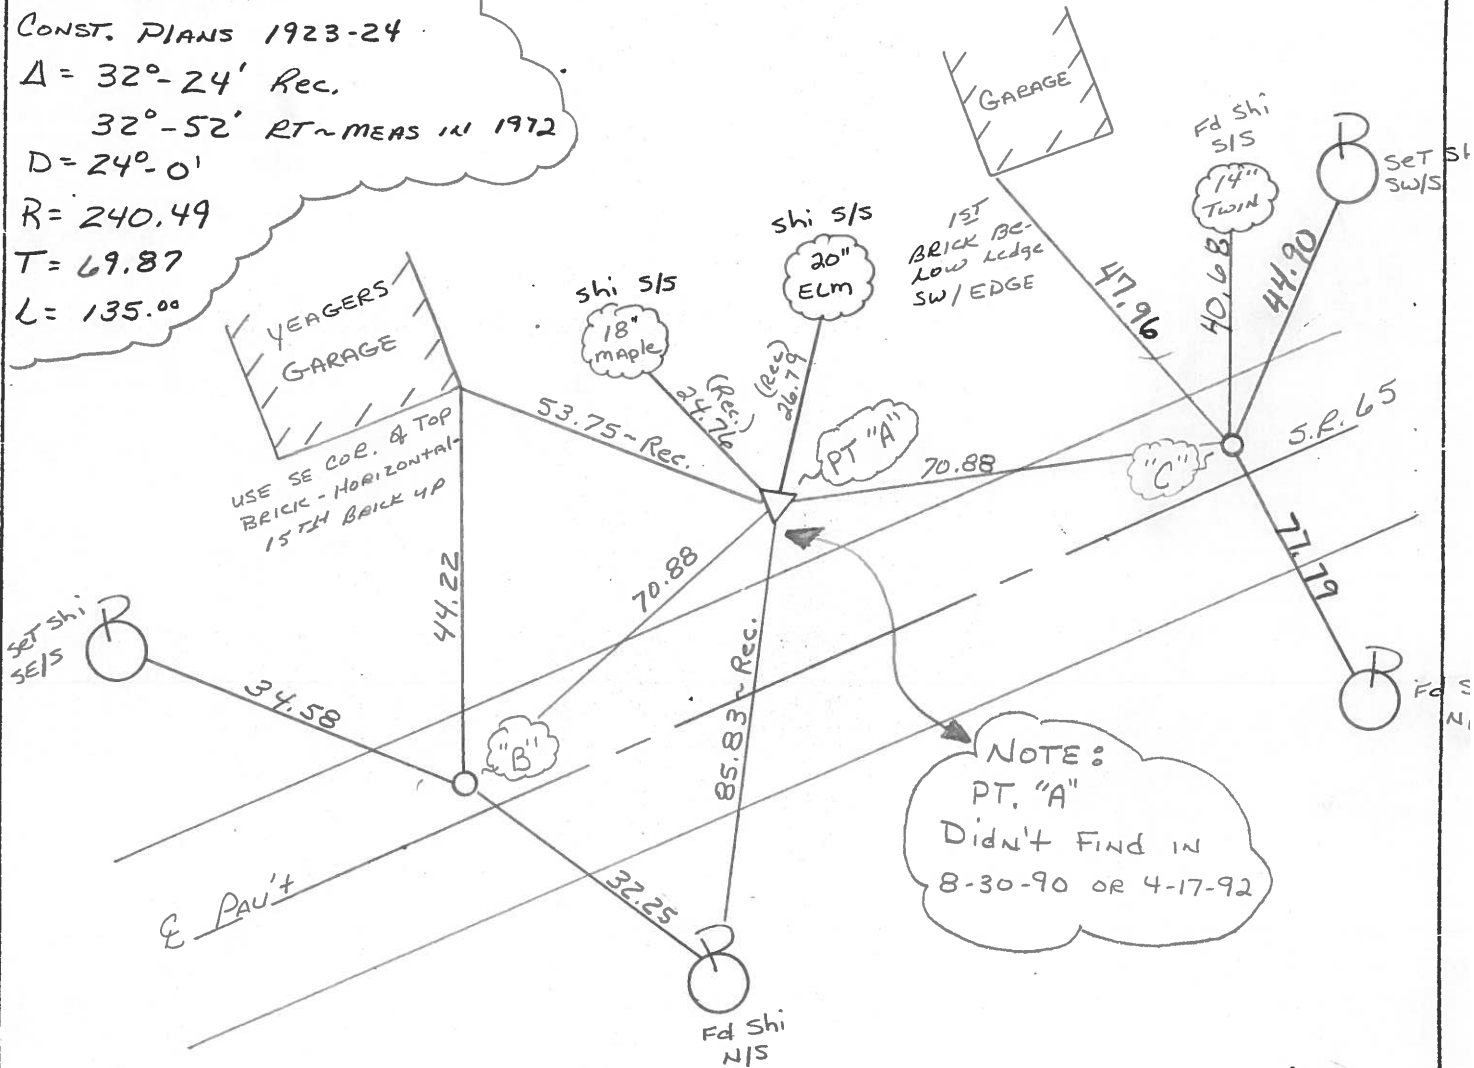 CONST. PLANS 1923-24
Δ = 32°-24' Rec.
32°-52' RT~MEAS IN 1972
D = 24°-0'
R = 240.49
T = 69.87
L = 135.00
YEAGERS
GARAGE
USE SE COR. of TOP
BRICK - HORIZONTAL-
15TH BRICK UP
shi S/S
18"
MAPle
shi S/S
20"
ELM
GARAGE
1ST
BRICK BE-
LOW Ledge
SW/EDGE
Fd Shi
S/S
14"
TWIN
SeT Sh
SW/S
47.96
40.68
44.90
53.75~Rec.
(Rec.)
24.76
(Rec)
26.79
PT "A"
70.88
"C"
S.R. 65
77.79
44.22
70.88
85.83~Rec.
SeT Shi
SE/S
34.58
"B"
32.25
℄ PAV't
Fd Shi
N/S
Fd S
N/
NOTE:
PT. "A"
Didn't FINd IN
8-30-90 OR 4-17-92